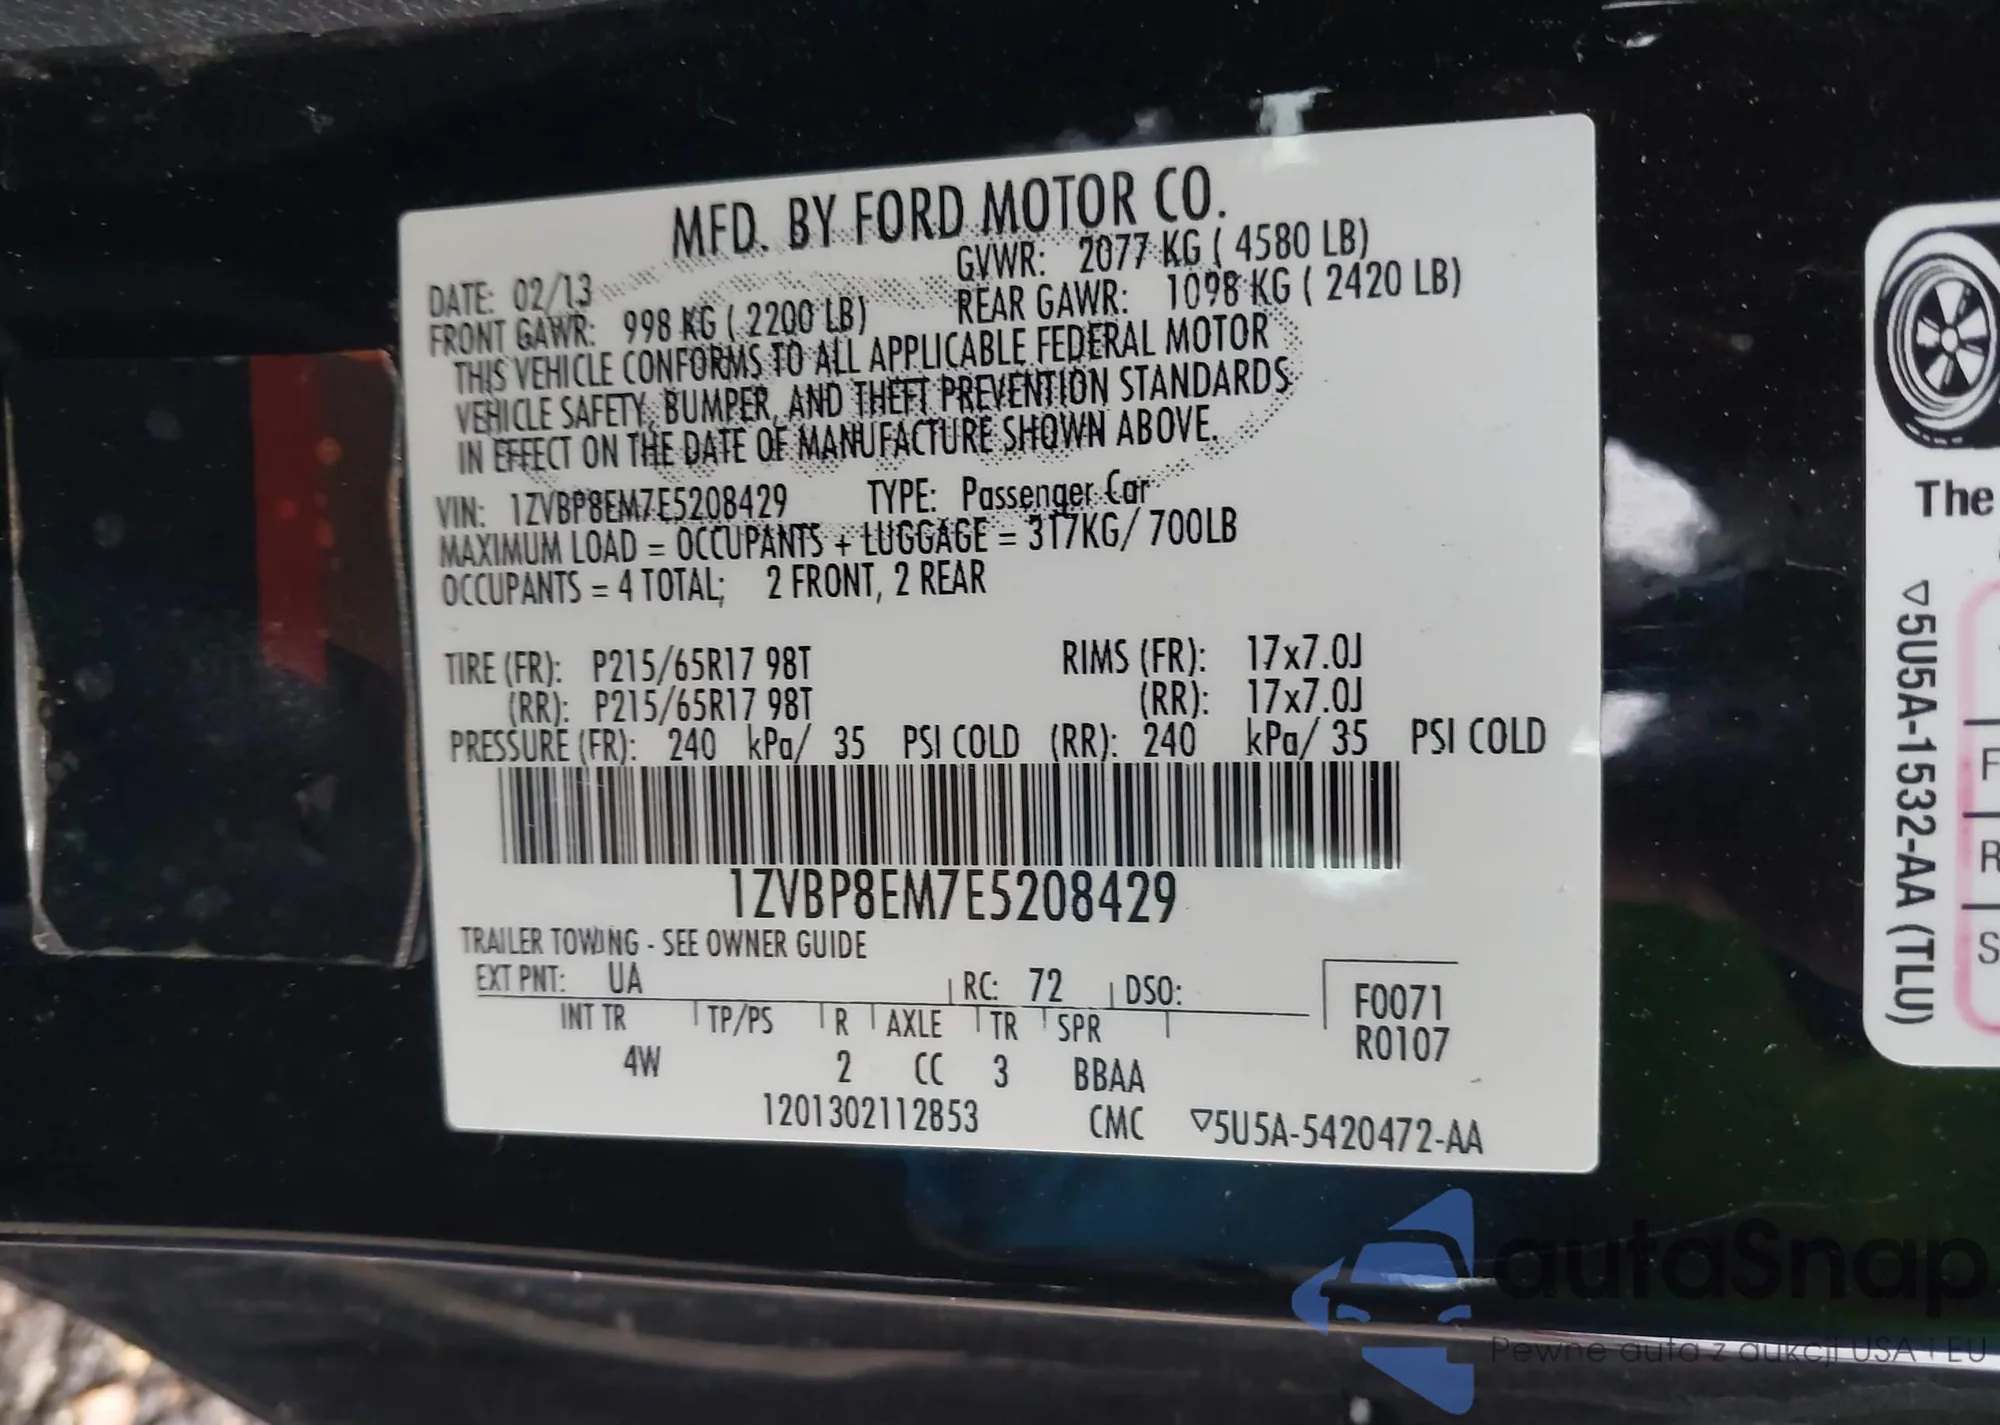 MFD. BY FORD MOTOR CO.
DATE: 02/13 GVWR: 2077 KG ( 4580 LB)
FRONT GAWR: 998 KG ( 2200 LB) REAR GAWR: 1098 KG ( 2420 LB)
THIS VEHICLE CONFORMS TO ALL APPLICABLE FEDERAL MOTOR
VEHICLE SAFETY, BUMPER, AND THEFT PREVENTION STANDARDS
IN EFFECT ON THE DATE OF MANUFACTURE SHOWN ABOVE.
VIN: 1ZVBP8EM7E5208429 TYPE: Passenger Car
MAXIMUM LOAD = OCCUPANTS + LUGGAGE = 317KG/ 700LB
OCCUPANTS = 4 TOTAL; 2 FRONT, 2 REAR
TIRE (FR): P215/65R17 98T RIMS (FR): 17x7.0J
(RR): P215/65R17 98T (RR): 17x7.0J
PRESSURE (FR): 240 kPa/ 35 PSI COLD (RR): 240 kPa/ 35 PSI COLD
1ZVBP8EM7E5208429
TRAILER TOWING - SEE OWNER GUIDE
EXT PNT: UA RC: 72 DSO:
INT TR TP/PS R AXLE TR SPR
4W 2 CC 3 BBAA
F0071
R0107
1201302112853 CMC ▽5U5A-5420472-AA
The
▽5U5A-1532-AA (TLU)
F
R
S
autaSnap
Pewne auta z aukcji USA i EU